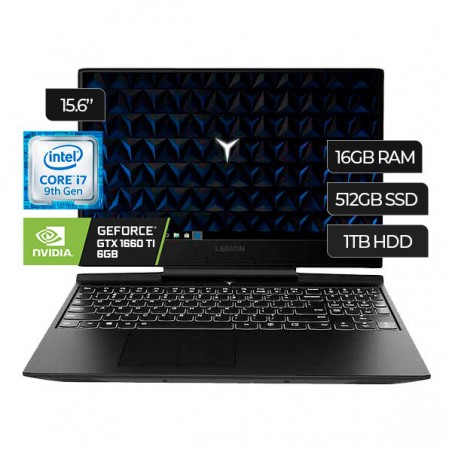 15.6”
intel
CORE i7
9th Gen
16GB RAM
512GB SSD
1TB HDD
NVIDIA
GEFORCE
GTX 1660 TI
6GB
LEGION